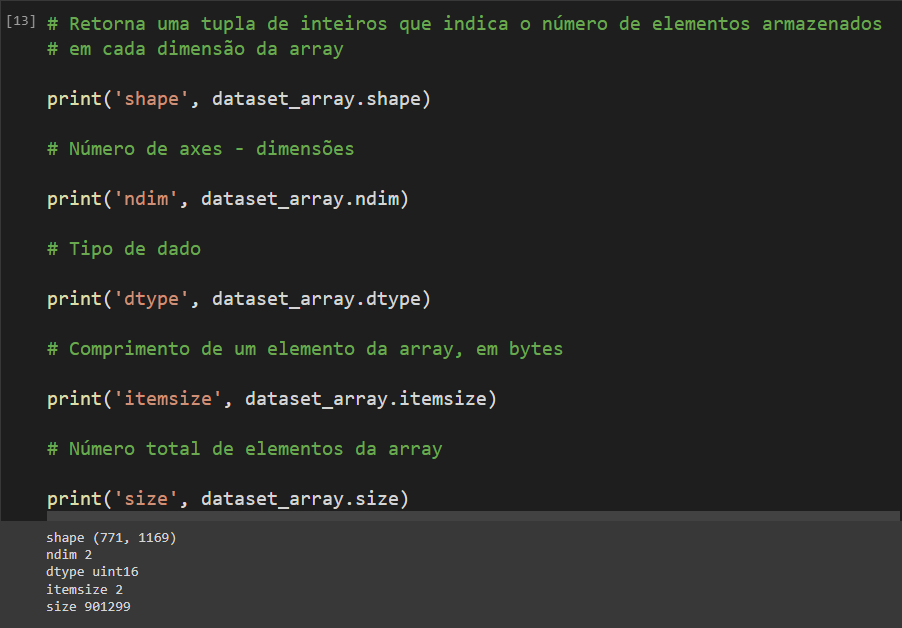 [13] # Retorna uma tupla de inteiros que indica o número de elementos armazenados
# em cada dimensão da array
print('shape', dataset_array.shape)
# Número de axes - dimensões
print('ndim', dataset_array.ndim)
# Tipo de dado
print('dtype', dataset_array.dtype)
# Comprimento de um elemento da array, em bytes
print('itemsize', dataset_array.itemsize)
# Número total de elementos da array
print('size', dataset_array.size)
shape (771, 1169)
ndim 2
dtype uint16
itemsize 2
size 901299